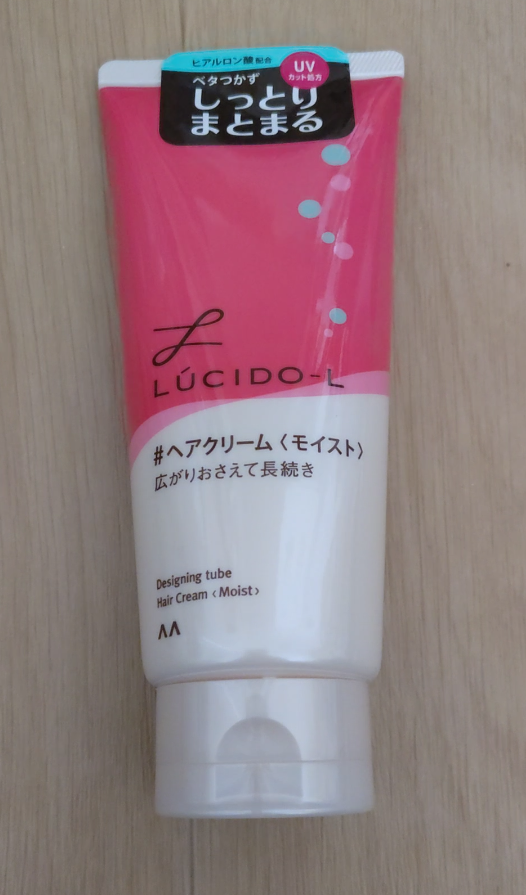 ヒアルロン酸配合
UV
カット処方
ベタつかず
しっとり
まとまる
L
LÚCIDO-L
#ヘアクリーム〈モイスト〉
広がりおさえて長続き
Designing tube
Hair Cream ‹Moist›